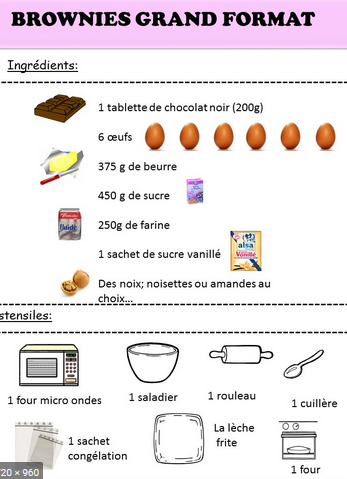 BROWNIES GRAND FORMAT
Ingrédients:
1 tablette de chocolat noir (200g)
6 œufs
375 g de beurre
450 g de sucre
250g de farine
fluide
1 sachet de sucre vanillé
alsa
Vanillé
Des noix; noisettes ou amandes au
choix…
stensiles:
1 four micro ondes
1 saladier
1 rouleau
1 cuillère
1 sachet
congélation
La lèche
frite
1 four
20 × 960